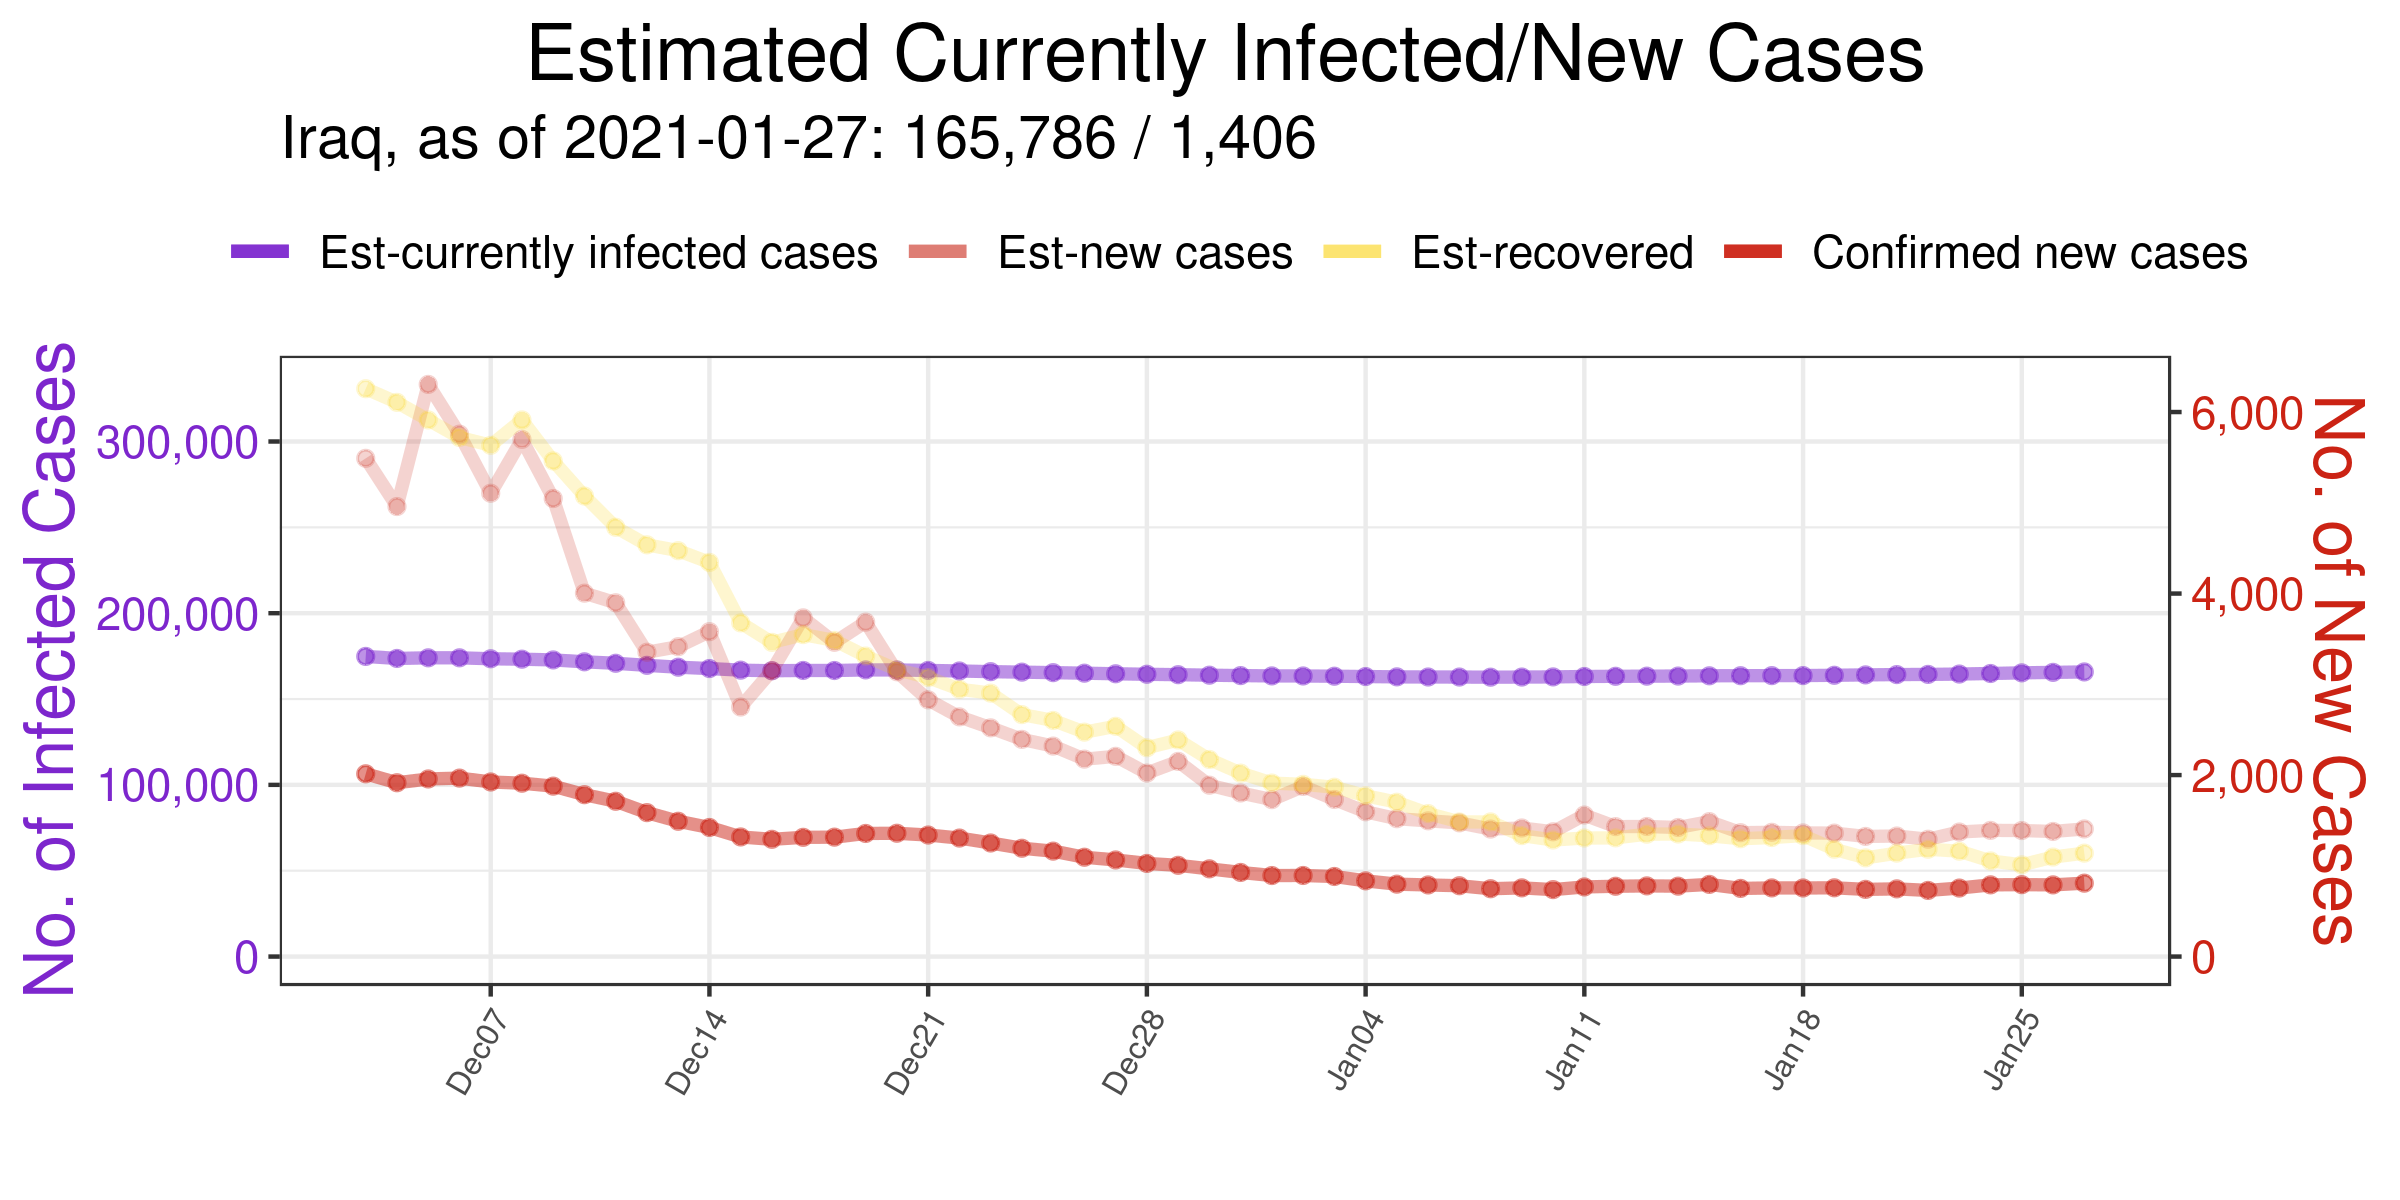 Estimated Currently Infected/New Cases
Iraq, as of 2021-01-27: 165,786 / 1,406
Est-currently infected cases Est-new cases Est-recovered Confirmed new cases
No. of Infected Cases
300,000
200,000
100,000
0
6,000
4,000
2,000
0
No. of New Cases
Dec07 Dec14 Dec21 Dec28 Jan04 Jan11 Jan18 Jan25